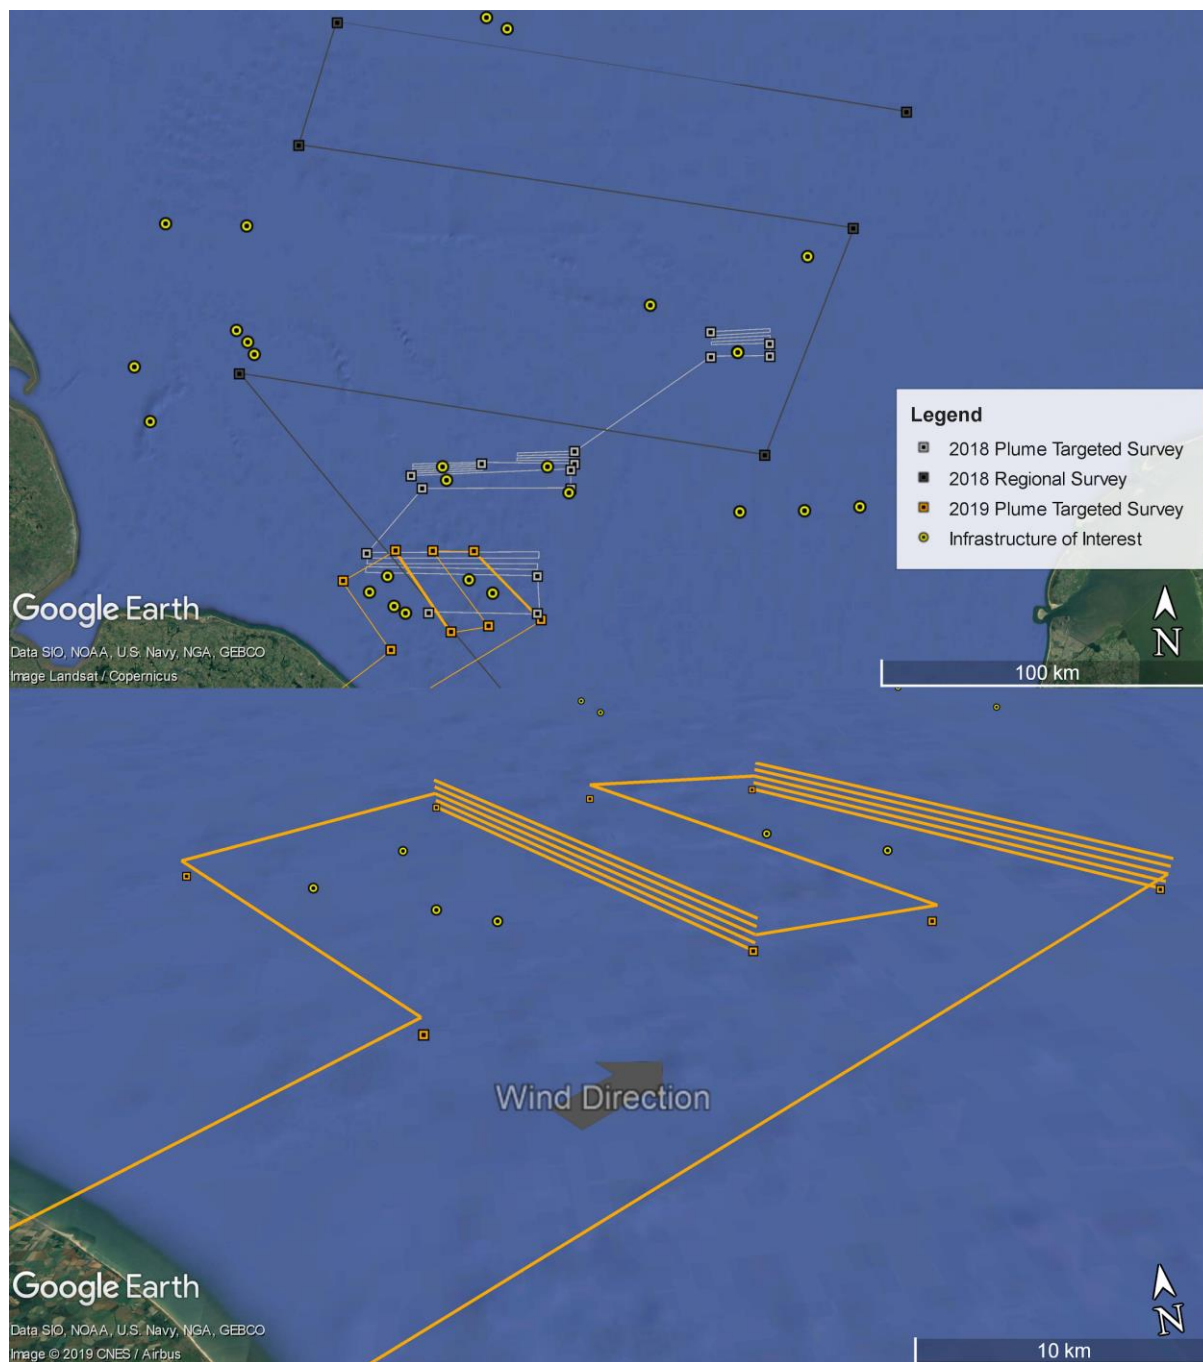 Legend
2018 Plume Targeted Survey
2018 Regional Survey
2019 Plume Targeted Survey
Infrastructure of Interest
Google Earth
Data SIO, NOAA, U.S. Navy, NGA, GEBCO
Image Landsat / Copernicus
N
100 km
Wind Direction
Google Earth
Data SIO, NOAA, U.S. Navy, NGA, GEBCO
Image © 2019 CNES / Airbus
N
10 km